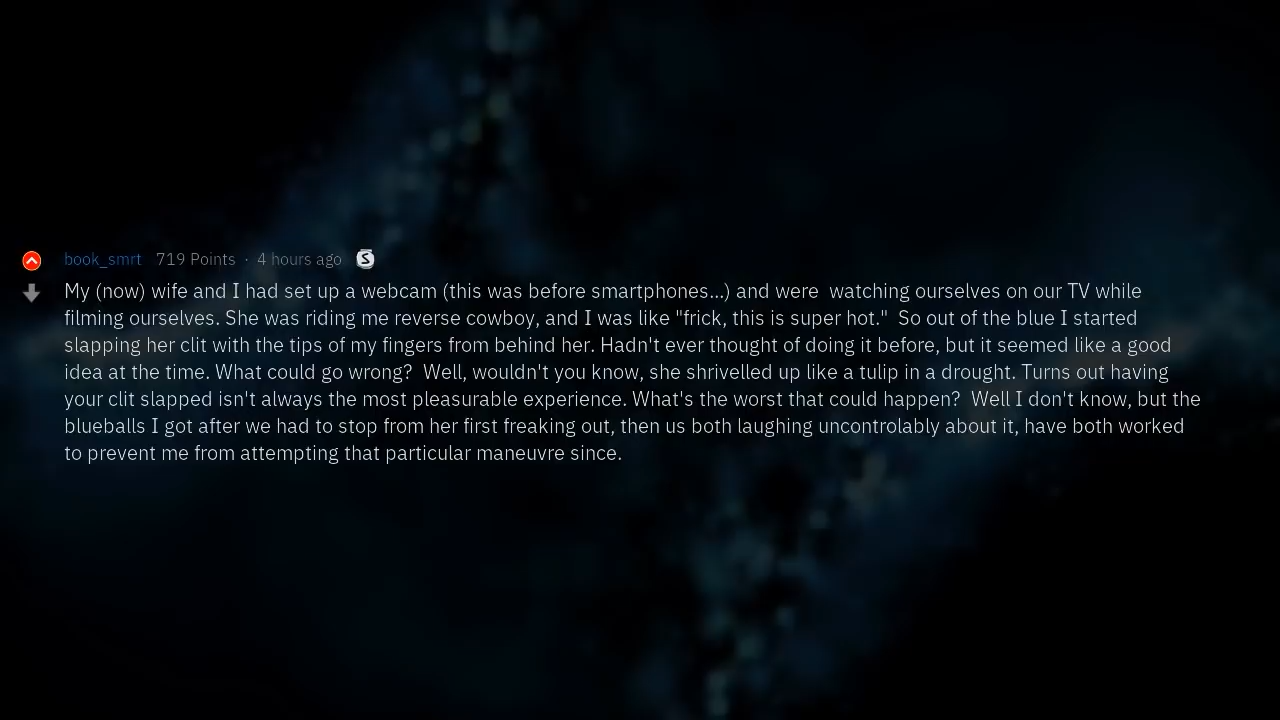 book_smrt 719 Points · 4 hours ago S
My (now) wife and I had set up a webcam (this was before smartphones...) and were  watching ourselves on our TV while
filming ourselves. She was riding me reverse cowboy, and I was like "frick, this is super hot."  So out of the blue I started
slapping her clit with the tips of my fingers from behind her. Hadn't ever thought of doing it before, but it seemed like a good
idea at the time. What could go wrong?  Well, wouldn't you know, she shrivelled up like a tulip in a drought. Turns out having
your clit slapped isn't always the most pleasurable experience. What's the worst that could happen?  Well I don't know, but the
blueballs I got after we had to stop from her first freaking out, then us both laughing uncontrolably about it, have both worked
to prevent me from attempting that particular maneuvre since.